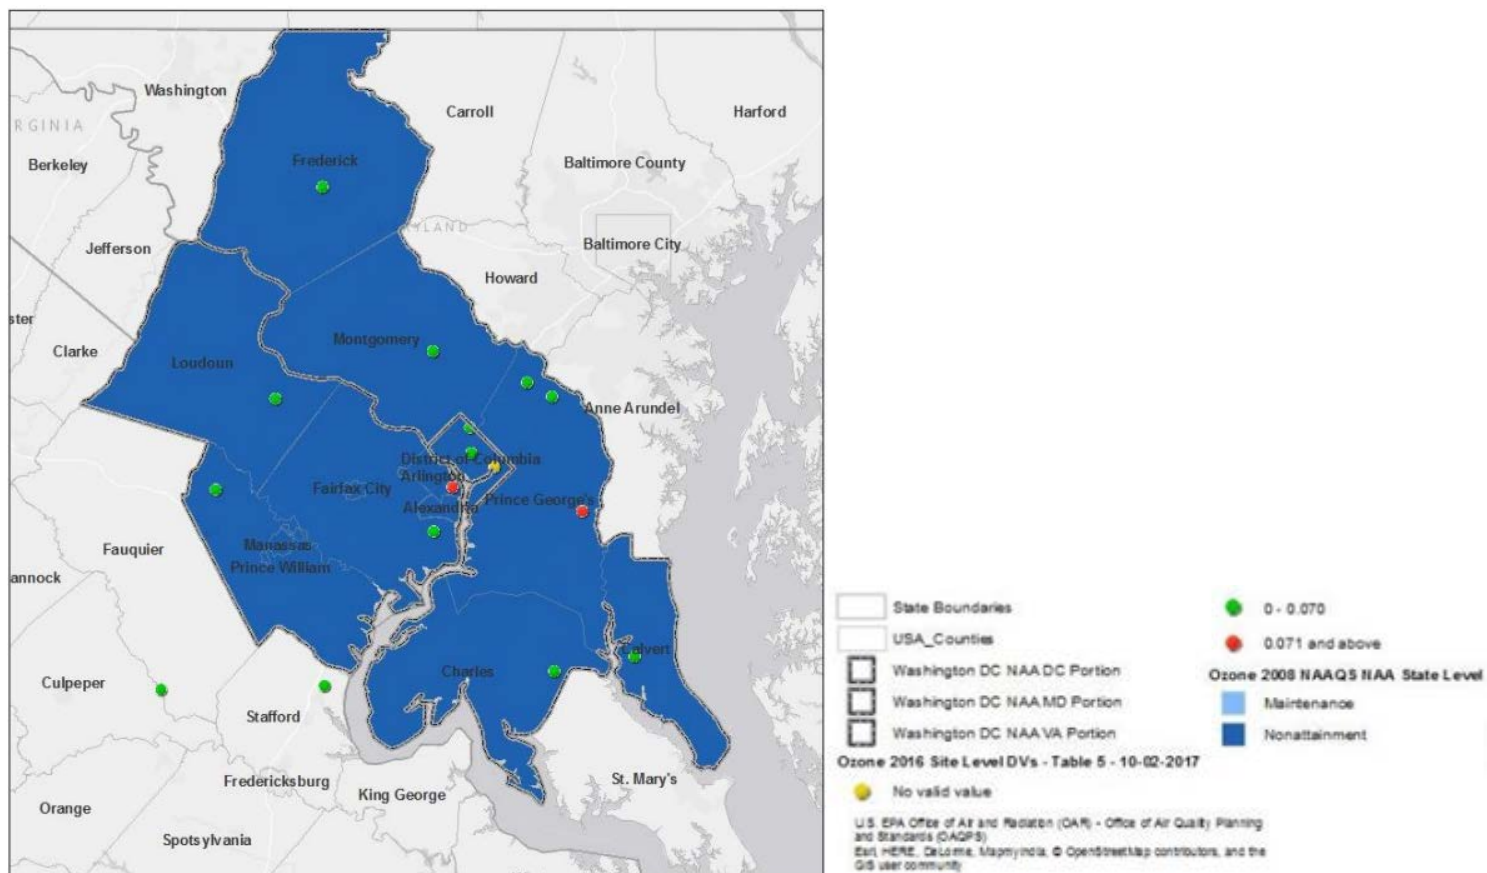 Washington
Carroll
Harford
RGINIA
Berkeley
Frederick
Baltimore County
YLAND
Jefferson
Baltimore City
Howard
ster
Clarke
Montgomery
Loudoun
Anne Arundel
District of Columbia
Arlington
Fairfax City
Prince George's
Alexandria
Fauquier
Manassas
Prince William
annock
Calvert
Charles
Culpeper
Stafford
Fredericksburg
St. Mary's
King George
Orange
Spotsylvania
State Boundaries
USA_Counties
Washington DC NAA DC Portion
Washington DC NAA MD Portion
Washington DC NAA VA Portion
Ozone 2016 Site Level DVs - Table 5 - 10-02-2017
No valid value
0 - 0.070
0.071 and above
Ozone 2008 NAAQS NAA State Level
Maintenance
Nonattainment
U.S. EPA Office of Air and Radiation (OAR) - Office of Air Quality Planning
and Standards (OAQPS)
Esri, HERE, DeLorme, MapmyIndia, © OpenStreetMap contributors, and the
GIS user community